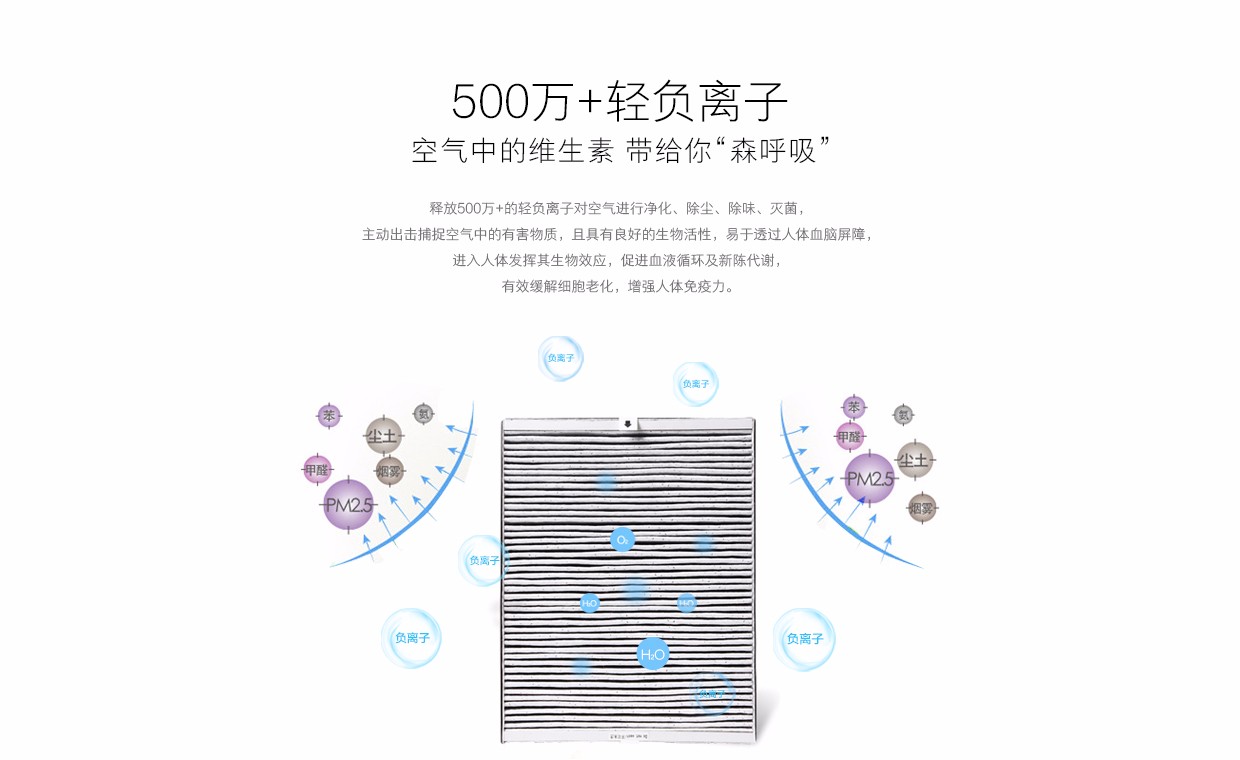 500万+轻负离子
空气中的维生素 带给你“森呼吸”
释放500万+的轻负离子对空气进行净化、除尘、除味、灭菌，
主动出击捕捉空气中的有害物质，且具有良好的生物活性，易于透过人体血脑屏障，
进入人体发挥其生物效应，促进血液循环及新陈代谢，
有效缓解细胞老化，增强人体免疫力。
负离子
负离子
苯
氨
尘土
甲醛
烟雾
PM2.5
苯
氨
甲醛
尘土
PM2.5
烟雾
O₂
负离子
H₂O
H₂O
负离子
负离子
H₂O
负离子